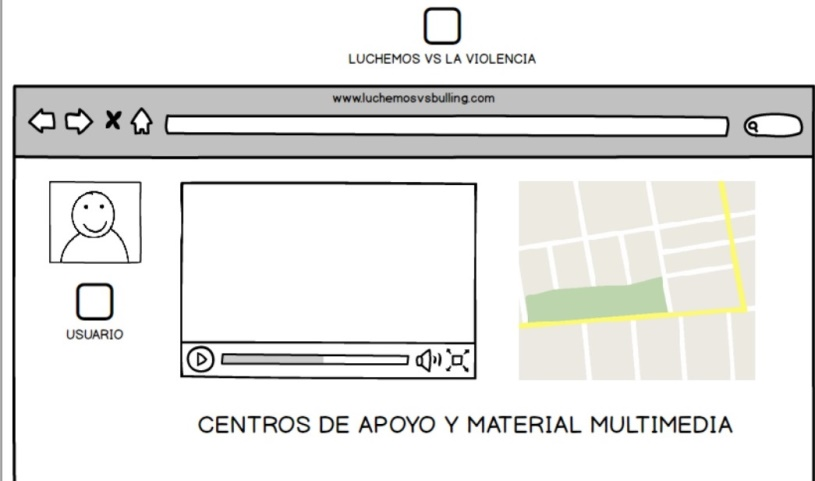 LUCHEMOS VS LA VIOLENCIA
www.luchemosvsbulling.com
USUARIO
CENTROS DE APOYO Y MATERIAL MULTIMEDIA